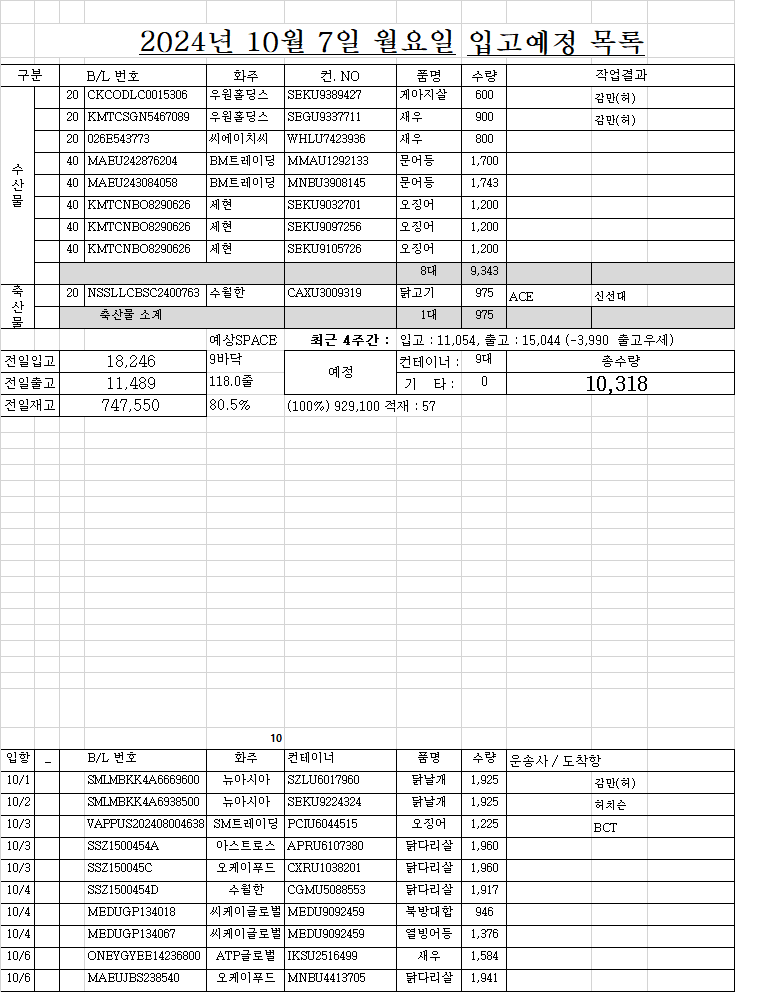 2024년 10월 7일 월요일 입고예정 목록
구분 B/L 번호 화주 컨. NO 품명 수량 작업결과
수산물
20 CKCODLC0015306 우원홀딩스 SEKU9389427 게아지살 600 감만(허)
20 KMTCSGN5467089 우원홀딩스 SEGU9337711 새우 900 감만(허)
20 026E543773 씨에이치씨 WHLU7423936 새우 800
40 MAEU242876204 BM트레이딩 MMAU1292133 문어등 1,700
40 MAEU243084058 BM트레이딩 MNBU3908145 문어등 1,743
40 KMTCNBO8290626 세현 SEKU9032701 오징어 1,200
40 KMTCNBO8290626 세현 SEKU9097256 오징어 1,200
40 KMTCNBO8290626 세현 SEKU9105726 오징어 1,200
8대 9,343
축산물
20 NSSLLCBSC2400763 수월한 CAXU3009319 닭고기 975 ACE 신선대
축산물 소계 1대 975
예상SPACE 최근 4주간 : 입고 : 11,054, 출고 : 15,044 (-3,990 출고우세)
전일입고 18,246 9바닥 예정 컨테이너 : 9대 총수량
전일출고 11,489 118.0줄 기 타 : 0 10,318
전일재고 747,550 80.5% (100%) 929,100 적재 : 57
10
입항 _ B/L 번호 화주 컨테이너 품명 수량 운송사 / 도착항
10/1 SMLMBKK4A6669600 뉴아시아 SZLU6017960 닭날개 1,925 감만(허)
10/2 SMLMBKK4A6938500 뉴아시아 SEKU9224324 닭날개 1,925 허치슨
10/3 VAPPUS202408004638 SM트레이딩 PCIU6044515 오징어 1,225 BCT
10/3 SSZ1500454A 아스트로스 APRU6107380 닭다리살 1,960
10/3 SSZ150045C 오케이푸드 CXRU1038201 닭다리살 1,960
10/4 SSZ1500454D 수월한 CGMU5088553 닭다리살 1,917
10/4 MEDUGP134018 씨케이글로벌 MEDU9092459 북방대합 946
10/4 MEDUGP134067 씨케이글로벌 MEDU9092459 열빙어등 1,376
10/6 ONEYGYEE14236800 ATP글로벌 IKSU2516499 새우 1,584
10/6 MAEUJBS238540 오케이푸드 MNBU4413705 닭다리살 1,941